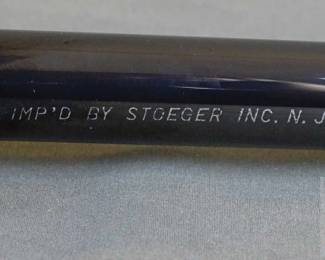 IMP'D BY STOEGER INC. N. J